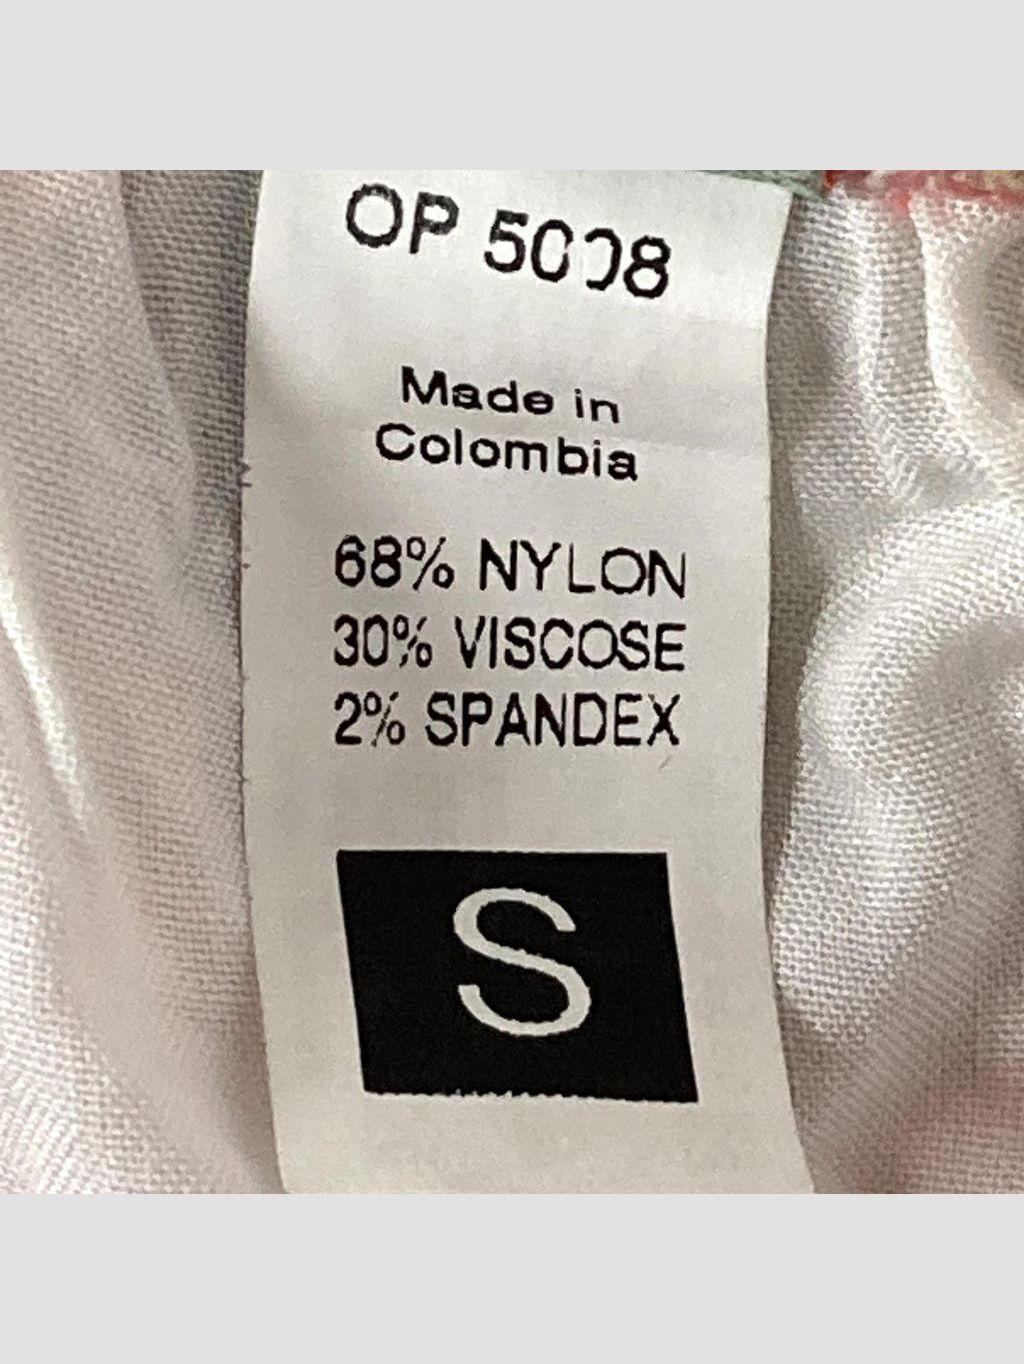 OP 5008
Made in
Colombia
68% NYLON
30% VISCOSE
2% SPANDEX
S